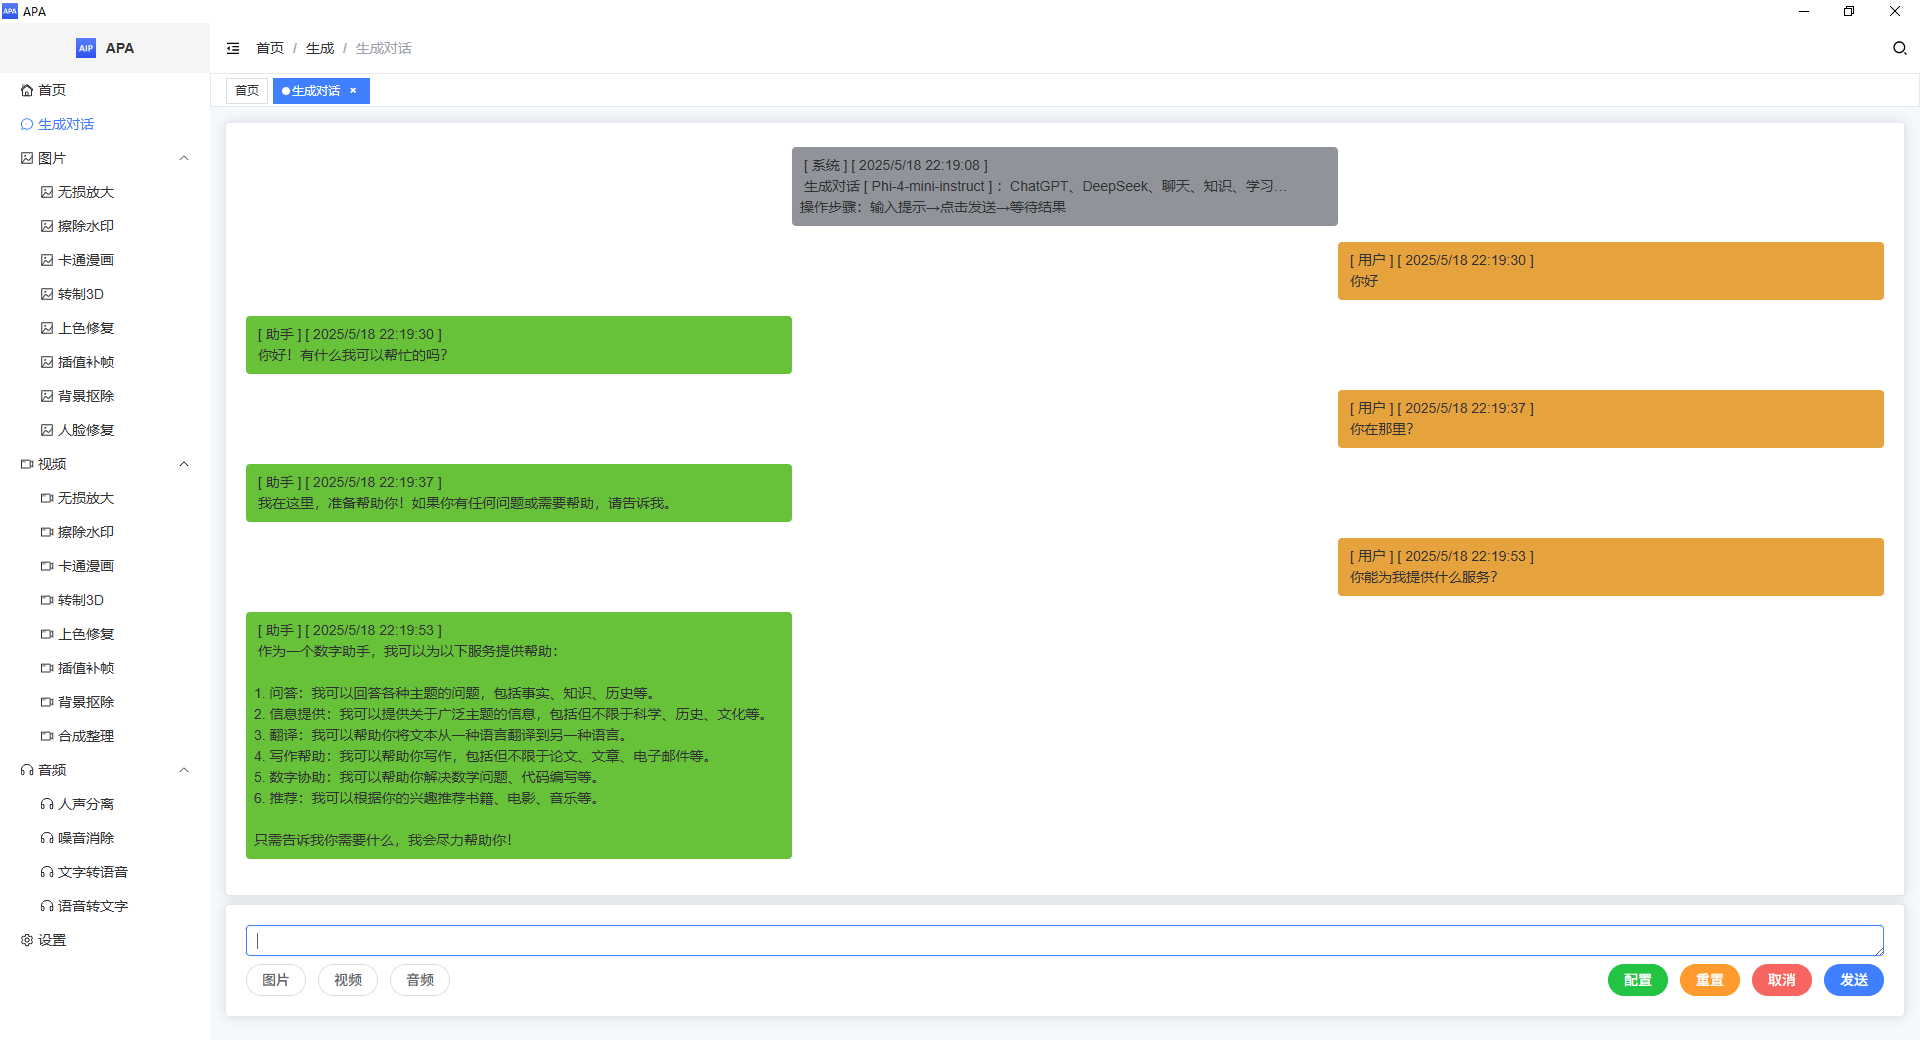 APA
APA
AIP APA
首页 / 生成 / 生成对话
首页
生成对话 ×
首页
生成对话
图片
无损放大
擦除水印
卡通漫画
转制3D
上色修复
插值补帧
背景抠除
人脸修复
视频
无损放大
擦除水印
卡通漫画
转制3D
上色修复
插值补帧
背景抠除
合成整理
音频
人声分离
噪音消除
文字转语音
语音转文字
设置
[ 系统 ] [ 2025/5/18 22:19:08 ]
生成对话 [ Phi-4-mini-instruct ] ：ChatGPT、DeepSeek、聊天、知识、学习...
操作步骤：输入提示→点击发送→等待结果
[ 用户 ] [ 2025/5/18 22:19:30 ]
你好
[ 助手 ] [ 2025/5/18 22:19:30 ]
你好！有什么我可以帮忙的吗？
[ 用户 ] [ 2025/5/18 22:19:37 ]
你在那里？
[ 助手 ] [ 2025/5/18 22:19:37 ]
我在这里，准备帮助你！如果你有任何问题或需要帮助，请告诉我。
[ 用户 ] [ 2025/5/18 22:19:53 ]
你能为我提供什么服务？
[ 助手 ] [ 2025/5/18 22:19:53 ]
作为一个数字助手，我可以为以下服务提供帮助：
1. 问答：我可以回答各种主题的问题，包括事实、知识、历史等。
2. 信息提供：我可以提供关于广泛主题的信息，包括但不限于科学、历史、文化等。
3. 翻译：我可以帮助你将文本从一种语言翻译到另一种语言。
4. 写作帮助：我可以帮助你写作，包括但不限于论文、文章、电子邮件等。
5. 数字协助：我可以帮助你解决数学问题、代码编写等。
6. 推荐：我可以根据你的兴趣推荐书籍、电影、音乐等。
只需告诉我你需要什么，我会尽力帮助你！
图片
视频
音频
配置
重置
取消
发送